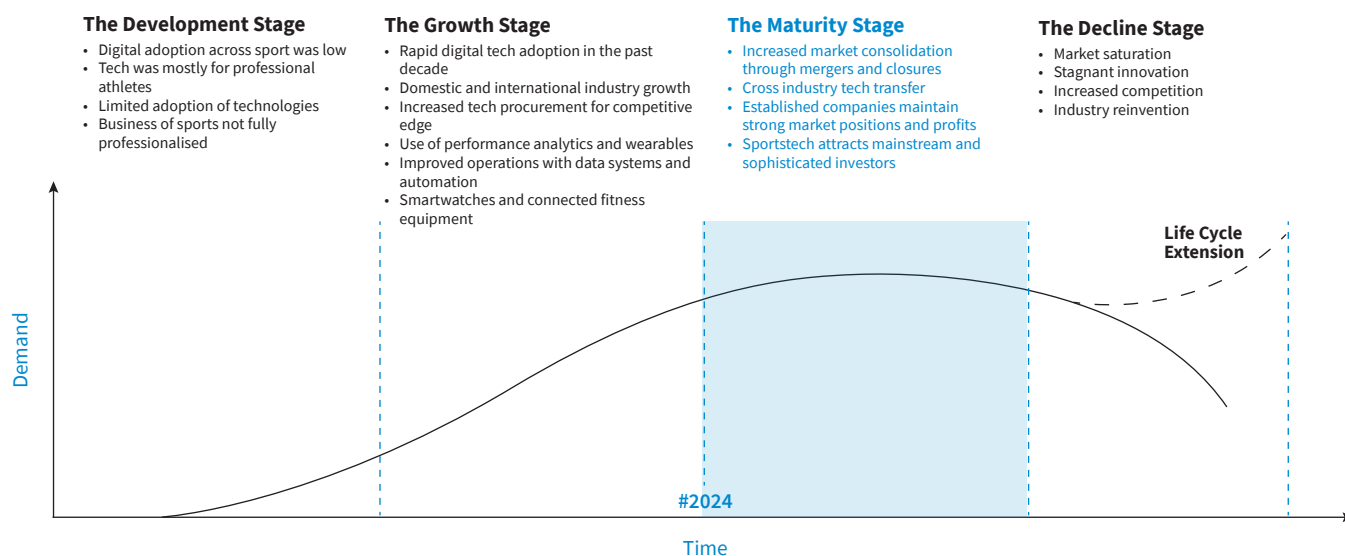 The Development Stage
• Digital adoption across sport was low
• Tech was mostly for professional
athletes
• Limited adoption of technologies
• Business of sports not fully
professionalised
The Growth Stage
• Rapid digital tech adoption in the past
decade
• Domestic and international industry growth
• Increased tech procurement for competitive
edge
• Use of performance analytics and wearables
• Improved operations with data systems and
automation
• Smartwatches and connected fitness
equipment
The Maturity Stage
• Increased market consolidation
through mergers and closures
• Cross industry tech transfer
• Established companies maintain
strong market positions and profits
• Sportstech attracts mainstream and
sophisticated investors
The Decline Stage
• Market saturation
• Stagnant innovation
• Increased competition
• Industry reinvention
Life Cycle
Extension
Demand
#2024
Time